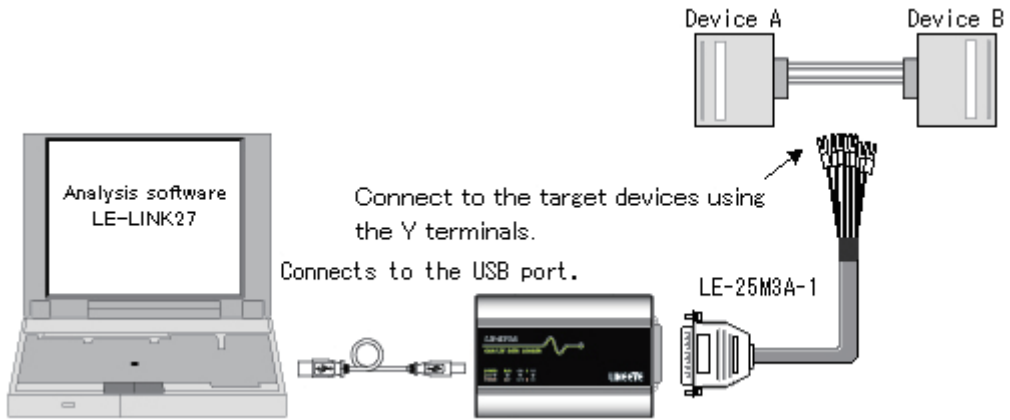 Device A
Device B
Analysis software
LE-LINK27
Connect to the target devices using
the Y terminals.
Connects to the USB port.
LE-25M3A-1
LINEEYE